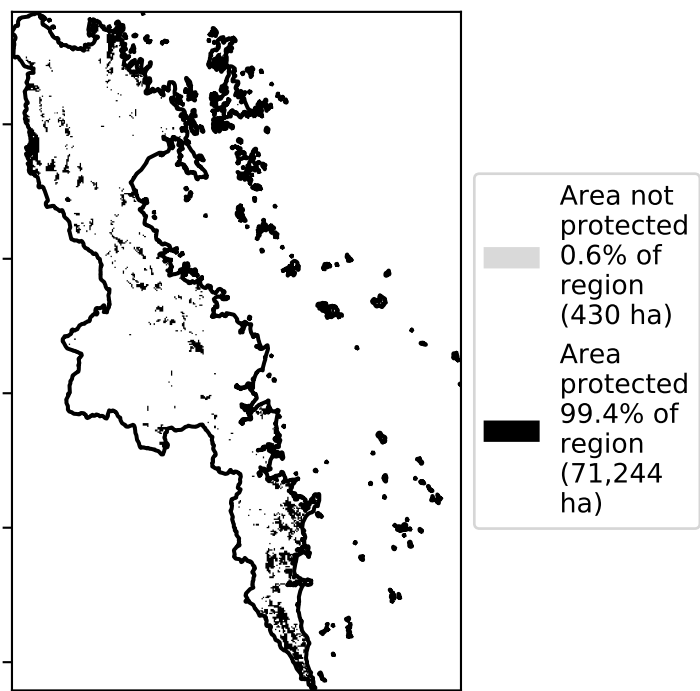 Area not
protected
0.6% of
region
(430 ha)
Area
protected
99.4% of
region
(71,244
ha)